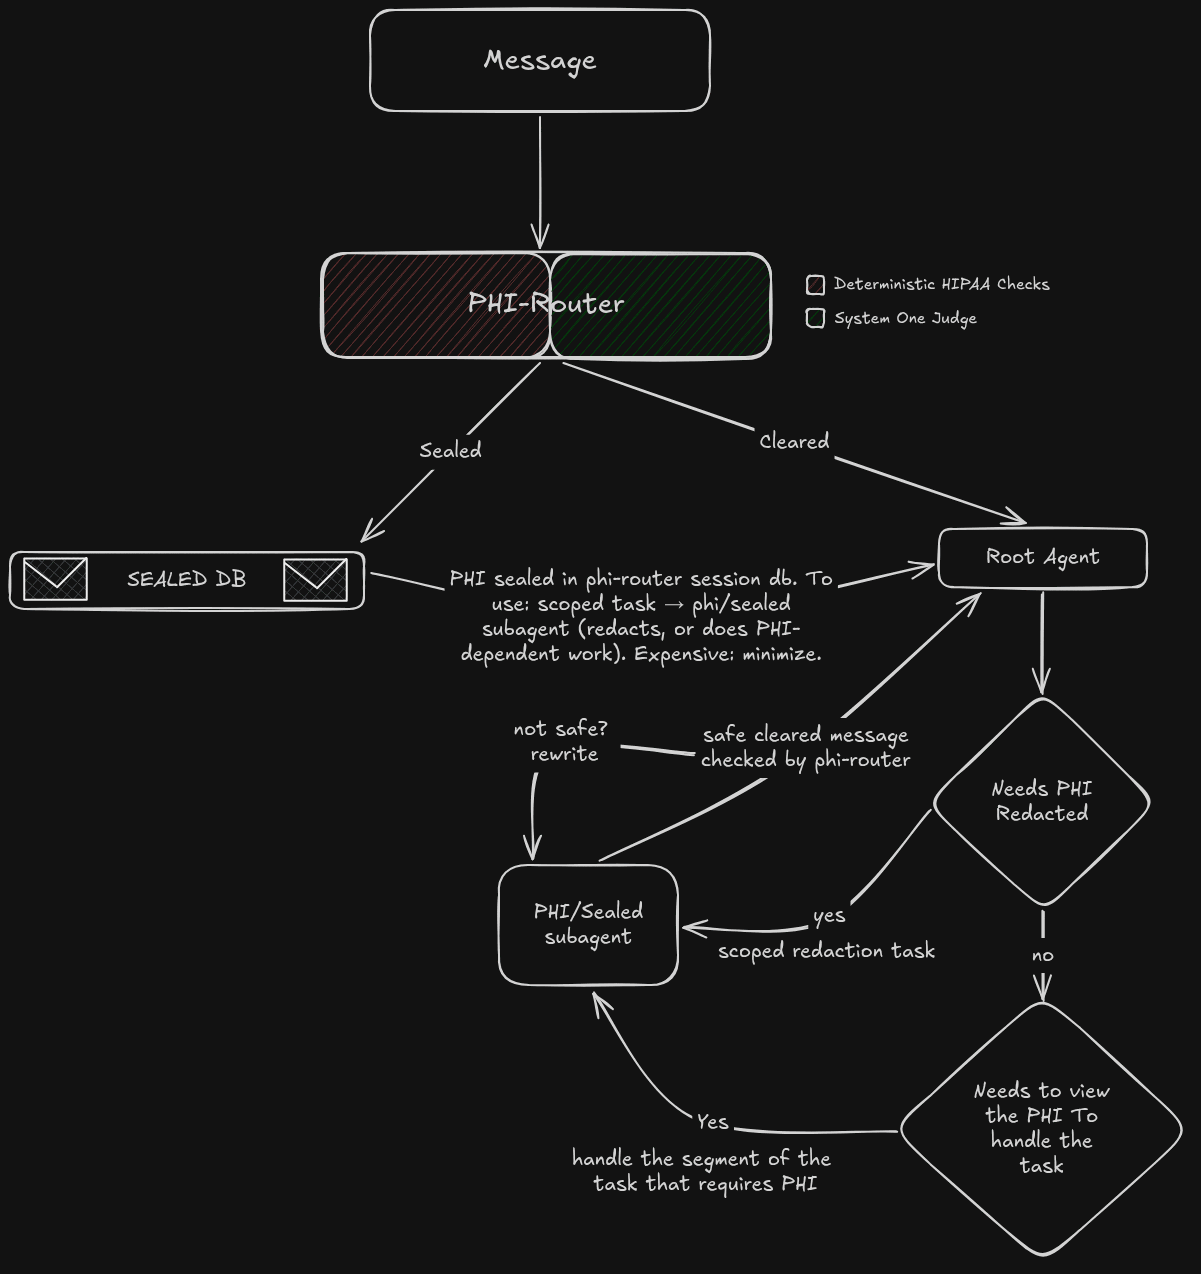 Message
PHI-Router
Deterministic HIPAA Checks
System One Judge
Sealed
Cleared
SEALED DB
PHI sealed in phi-router session db. To
use: scoped task → phi/sealed
subagent (redacts, or does PHI-
dependent work). Expensive: minimize.
Root Agent
not safe?
rewrite
safe cleared message
checked by phi-router
Needs PHI
Redacted
PHI/Sealed
subagent
yes
scoped redaction task
no
Needs to view
the PHI To
handle the
task
Yes
handle the segment of the
task that requires PHI